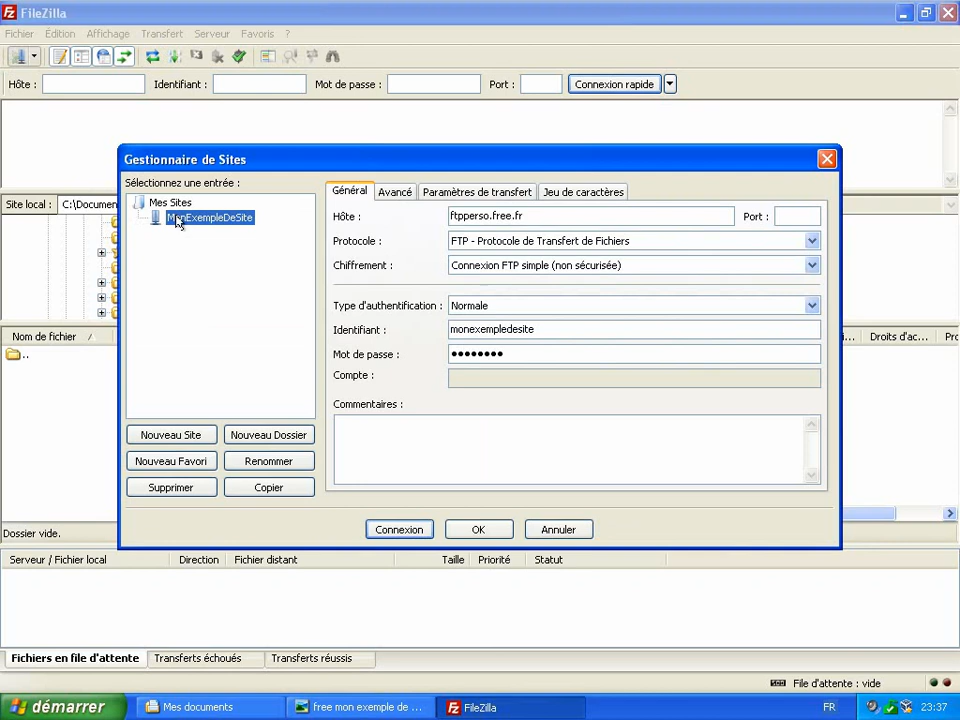 FileZilla
Fichier Édition Affichage Transfert Serveur Favoris ?
Hôte : Identifiant : Mot de passe : Port : Connexion rapide
Gestionnaire de Sites
Sélectionnez une entrée :
Mes Sites
MonExempleDeSite
Général Avancé Paramètres de transfert Jeu de caractères
Hôte : ftpperso.free.fr Port :
Protocole : FTP - Protocole de Transfert de Fichiers
Chiffrement : Connexion FTP simple (non sécurisée)
Type d'authentification : Normale
Identifiant : monexempledesite
Mot de passe : ●●●●●●●●
Compte :
Commentaires :
Nouveau Site Nouveau Dossier
Nouveau Favori Renommer
Supprimer Copier
Connexion OK Annuler
Site local : C:\Documen
Nom de fichier Droits d'ac...
..
Dossier vide.
Serveur / Fichier local Direction Fichier distant Taille Priorité Statut
Fichiers en file d'attente Transferts échoués Transferts réussis
File d'attente : vide
démarrer Mes documents free mon exemple de ... FileZilla FR 23:37